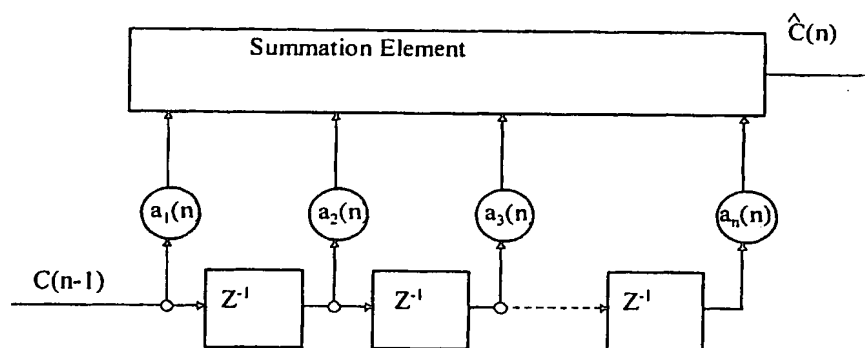 Ĉ(n)
Summation Element
a₁(n)
a₂(n)
a₃(n)
aₙ(n)
C(n-1)
Z⁻¹
Z⁻¹
Z⁻¹